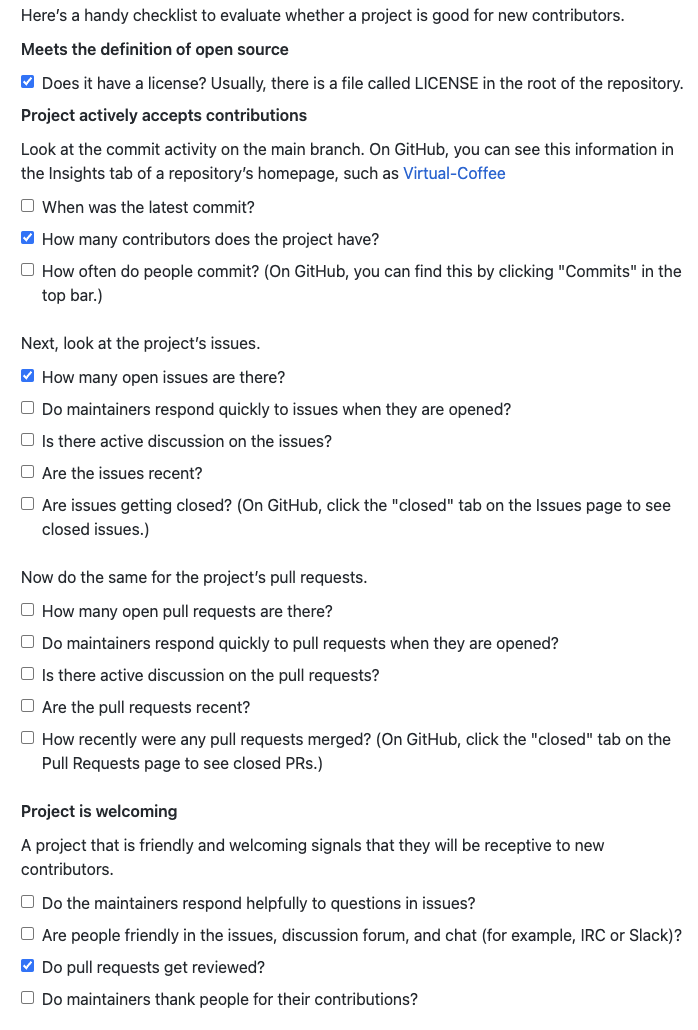 Here's a handy checklist to evaluate whether a project is good for new contributors.
Meets the definition of open source
Does it have a license? Usually, there is a file called LICENSE in the root of the repository.
Project actively accepts contributions
Look at the commit activity on the main branch. On GitHub, you can see this information in
the Insights tab of a repository's homepage, such as Virtual-Coffee
When was the latest commit?
How many contributors does the project have?
How often do people commit? (On GitHub, you can find this by clicking "Commits" in the
top bar.)
Next, look at the project's issues.
How many open issues are there?
Do maintainers respond quickly to issues when they are opened?
Is there active discussion on the issues?
Are the issues recent?
Are issues getting closed? (On GitHub, click the "closed" tab on the Issues page to see
closed issues.)
Now do the same for the project's pull requests.
How many open pull requests are there?
Do maintainers respond quickly to pull requests when they are opened?
Is there active discussion on the pull requests?
Are the pull requests recent?
How recently were any pull requests merged? (On GitHub, click the "closed" tab on the
Pull Requests page to see closed PRs.)
Project is welcoming
A project that is friendly and welcoming signals that they will be receptive to new
contributors.
Do the maintainers respond helpfully to questions in issues?
Are people friendly in the issues, discussion forum, and chat (for example, IRC or Slack)?
Do pull requests get reviewed?
Do maintainers thank people for their contributions?